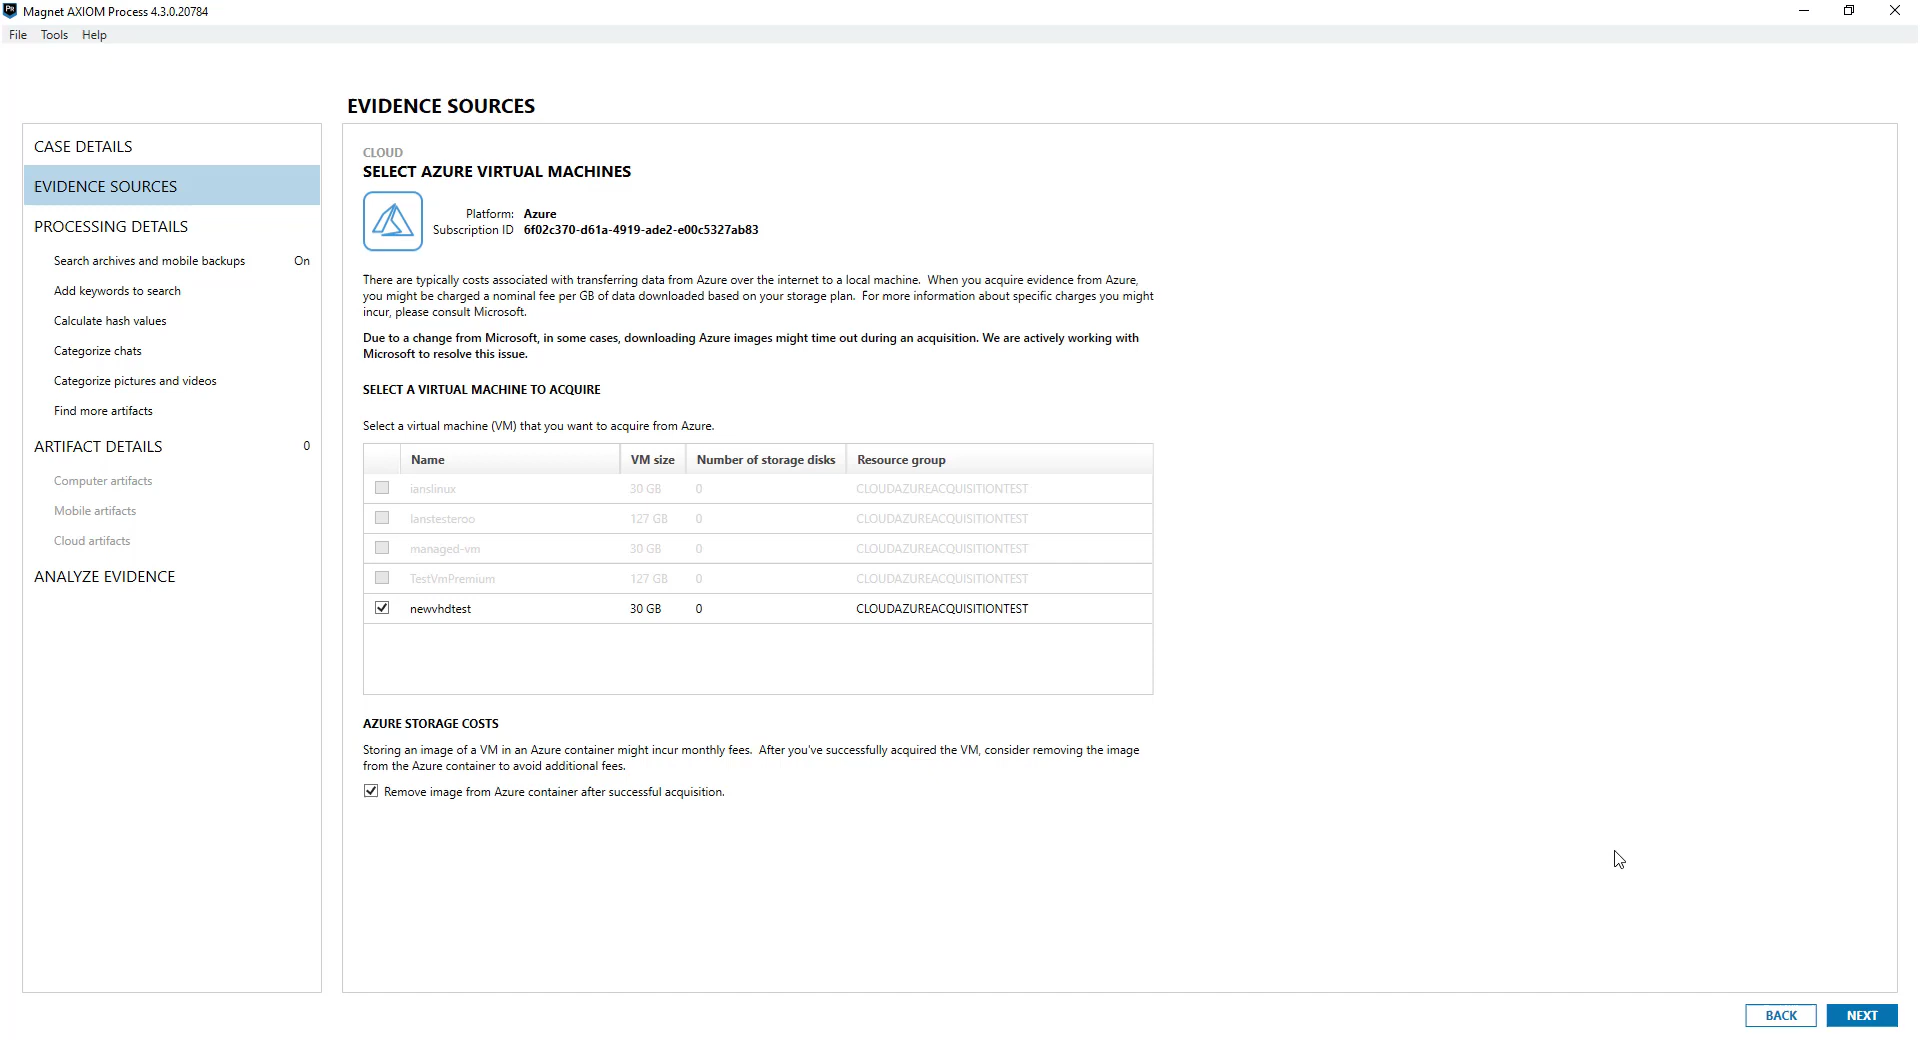 Magnet AXIOM Process 4.3.0.20784
File Tools Help
EVIDENCE SOURCES
CASE DETAILS
EVIDENCE SOURCES
PROCESSING DETAILS
Search archives and mobile backups On
Add keywords to search
Calculate hash values
Categorize chats
Categorize pictures and videos
Find more artifacts
ARTIFACT DETAILS 0
Computer artifacts
Mobile artifacts
Cloud artifacts
ANALYZE EVIDENCE
CLOUD
SELECT AZURE VIRTUAL MACHINES
Platform: Azure
Subscription ID 6f02c370-d61a-4919-ade2-e00c5327ab83
There are typically costs associated with transferring data from Azure over the internet to a local machine. When you acquire evidence from Azure,
you might be charged a nominal fee per GB of data downloaded based on your storage plan. For more information about specific charges you might
incur, please consult Microsoft.
Due to a change from Microsoft, in some cases, downloading Azure images might time out during an acquisition. We are actively working with
Microsoft to resolve this issue.
SELECT A VIRTUAL MACHINE TO ACQUIRE
Select a virtual machine (VM) that you want to acquire from Azure.
Name VM size Number of storage disks Resource group
ianslinux 30 GB 0 CLOUDAZUREACQUISITIONTEST
Ianstesteroo 127 GB 0 CLOUDAZUREACQUISITIONTEST
managed-vm 30 GB 0 CLOUDAZUREACQUISITIONTEST
TestVmPremium 127 GB 0 CLOUDAZUREACQUISITIONTEST
newvhdtest 30 GB 0 CLOUDAZUREACQUISITIONTEST
AZURE STORAGE COSTS
Storing an image of a VM in an Azure container might incur monthly fees. After you've successfully acquired the VM, consider removing the image
from the Azure container to avoid additional fees.
Remove image from Azure container after successful acquisition.
BACK NEXT